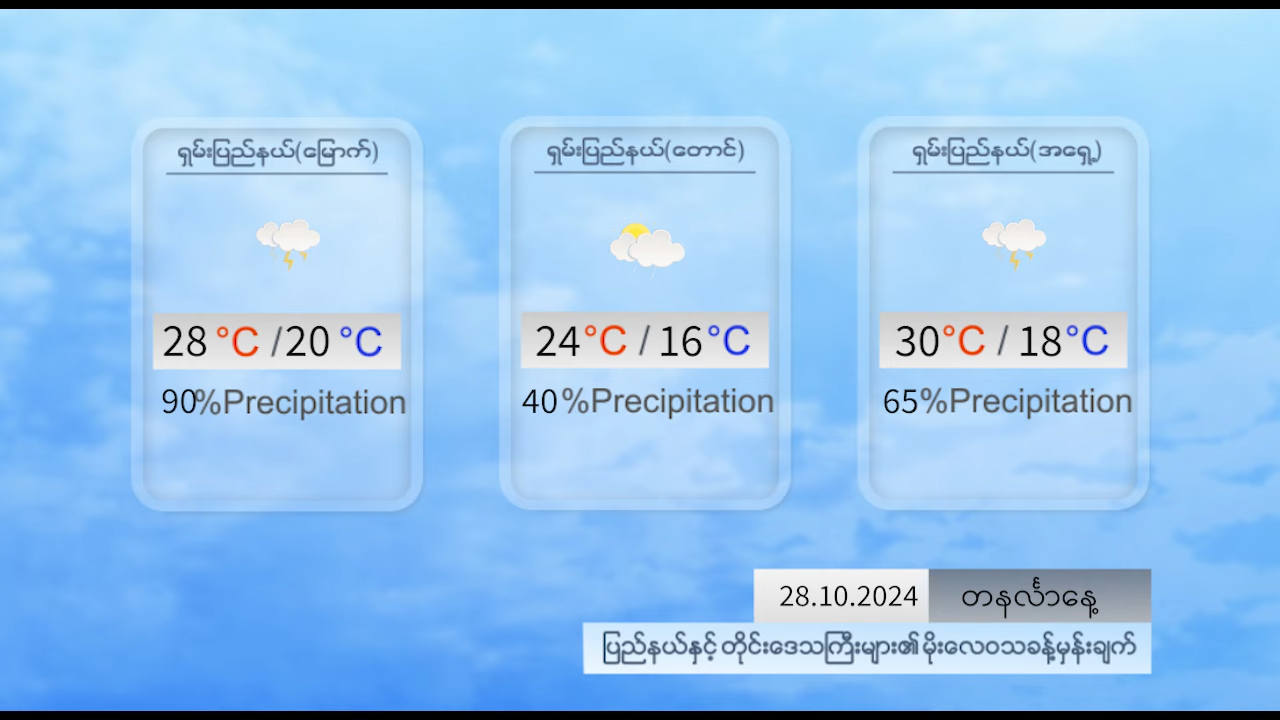 ရှမ်းပြည်နယ်(မြောက်)
28 °C /20 °C
90%Precipitation
ရှမ်းပြည်နယ်(တောင်)
24°C / 16°C
40 %Precipitation
ရှမ်းပြည်နယ်(အရှေ့)
30°C / 18°C
65%Precipitation
28.10.2024 တနင်္လာနေ့
ပြည်နယ်နှင့် တိုင်းဒေသကြီးများ၏ မိုးလေဝသခန့်မှန်းချက်